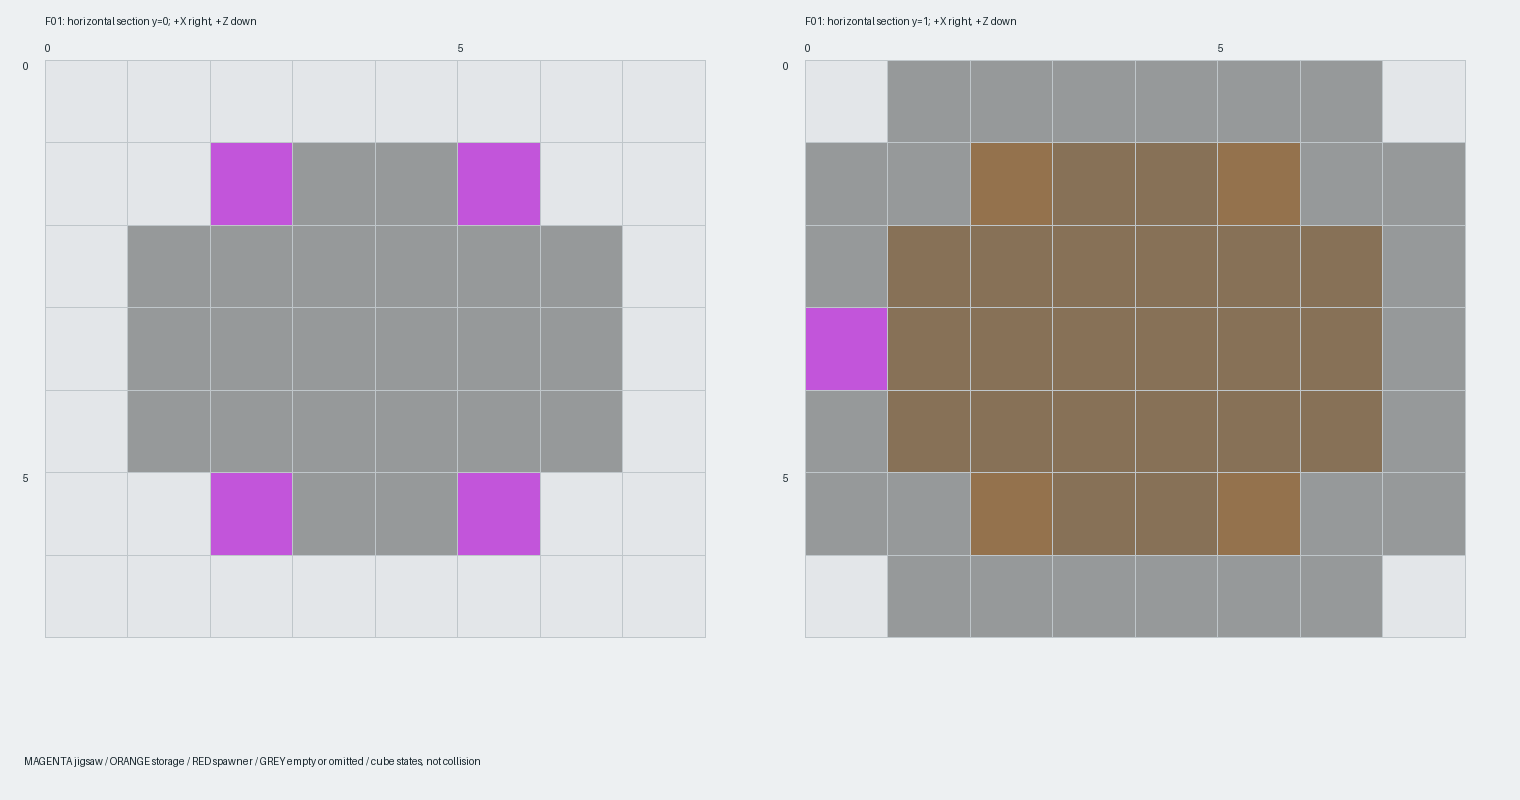 F01: horizontal section y=0; +X right, +Z down
F01: horizontal section y=1; +X right, +Z down
0 5
0 5
0
0
5
5
MAGENTA jigsaw / ORANGE storage / RED spawner / GREY empty or omitted / cube states, not collision